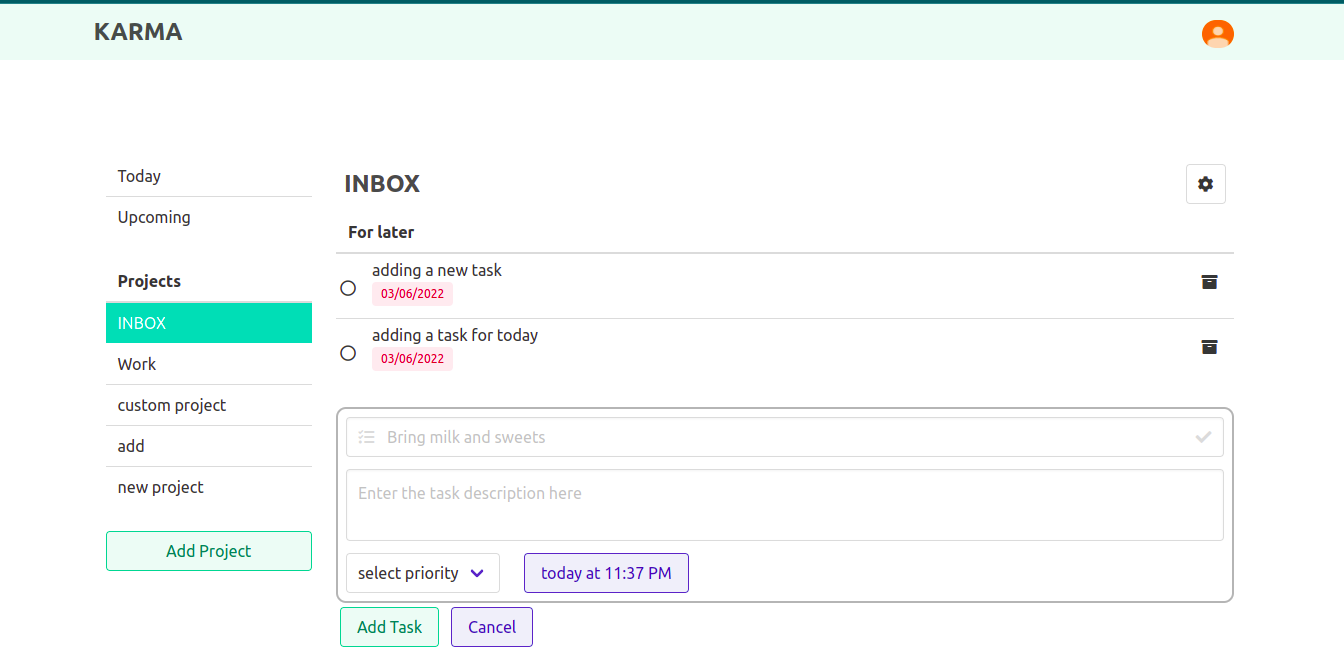 KARMA
Today
Upcoming
Projects
INBOX
Work
custom project
add
new project
Add Project
INBOX
For later
adding a new task
03/06/2022
adding a task for today
03/06/2022
Bring milk and sweets
Enter the task description here
select priority
today at 11:37 PM
Add Task
Cancel